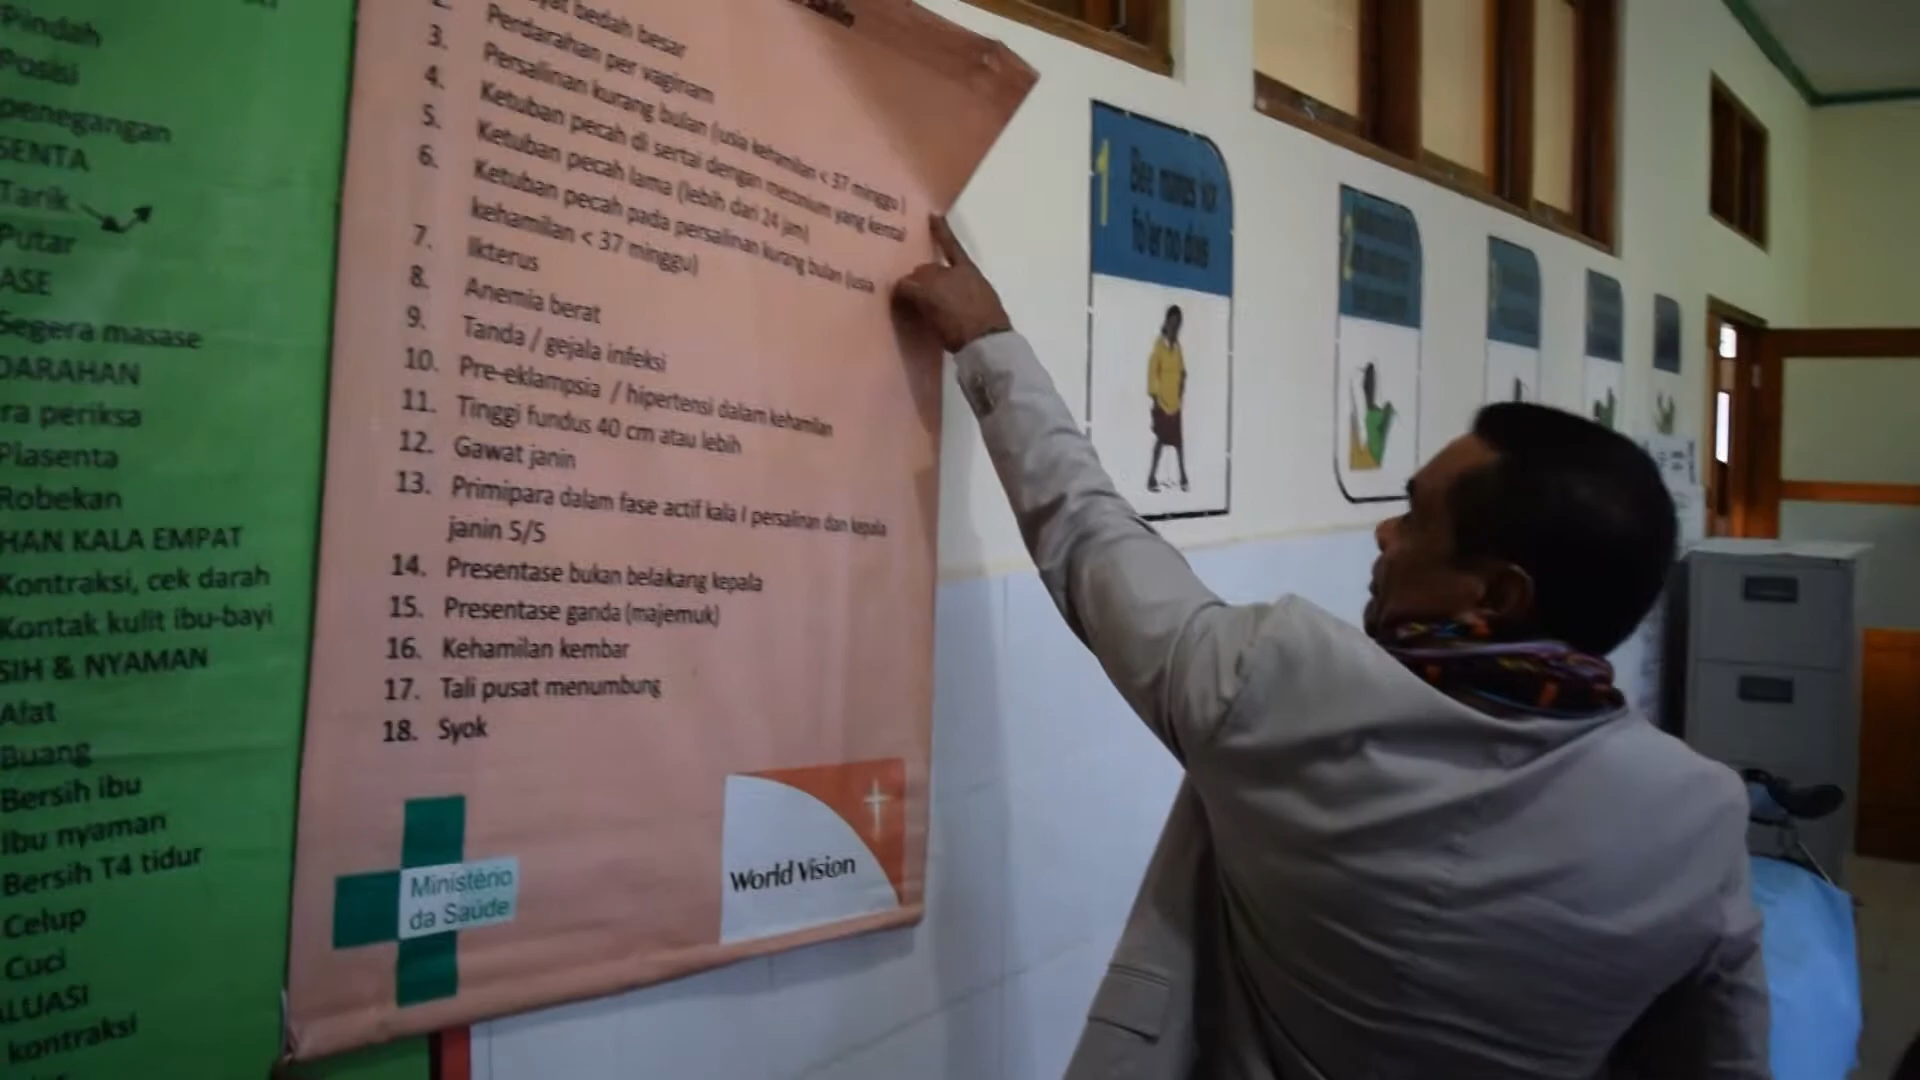 Pindah
Posisi
penegangan
SENTA
Tarik
Putar
ASE
Segera masase
DARAHAN
ra periksa
Plasenta
Robekan
HAN KALA EMPAT
Kontraksi, cek darah
Kontak kulit ibu-bayi
SIH & NYAMAN
Alat
Buang
Bersih ibu
Ibu nyaman
Bersih T4 tidur
Celup
Cuci
LUASI
kontraksi
2. yat bedah besar
3. Perdarahan per vaginam
4. Persalinan kurang bulan (usia kehamilan < 37 minggu)
5. Ketuban pecah di sertai dengan meconium yang kental
6. Ketuban pecah lama (lebih dari 24 jam)
Ketuban pecah pada persalinan kurang bulan (usia
kehamilan < 37 minggu)
7. Ikterus
8. Anemia berat
9. Tanda / gejala infeksi
10. Pre-eklampsia / hipertensi dalam kehamilan
11. Tinggi fundus 40 cm atau lebih
12. Gawat janin
13. Primipara dalam fase actif kala I persalinan dan kepala
janin 5/5
14. Presentase bukan belakang kepala
15. Presentase ganda (majemuk)
16. Kehamilan kembar
17. Tali pusat menumbung
18. Syok
Ministério
da Saúde
World Vision
1
fo'er no
2